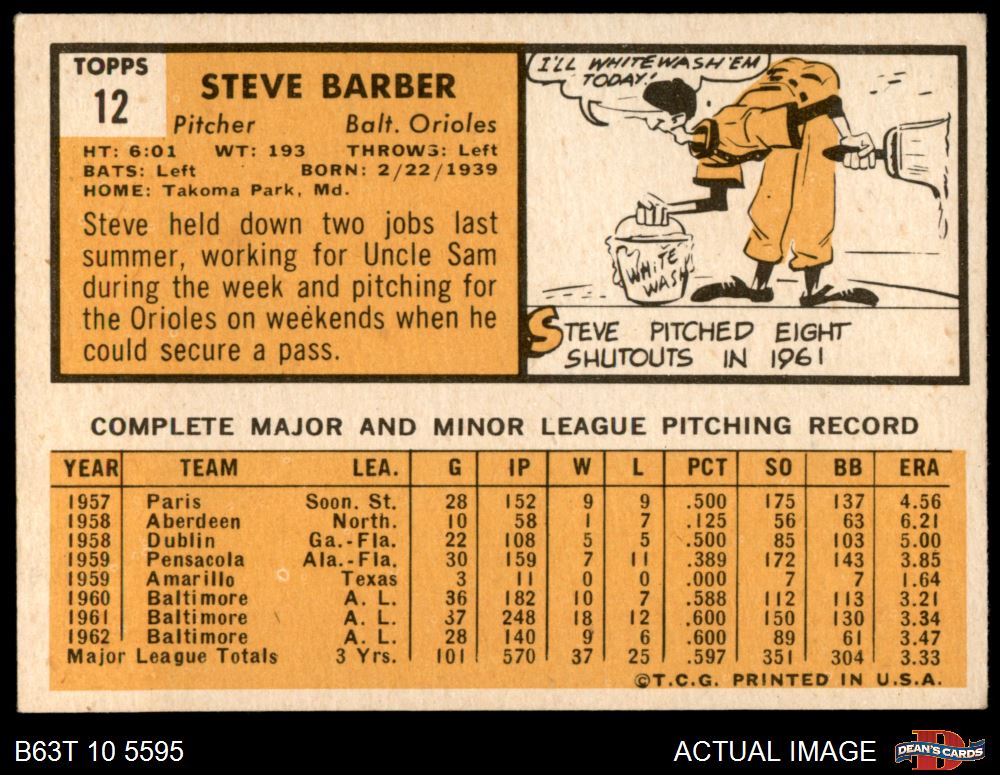 TOPPS
12
STEVE BARBER
Pitcher Balt. Orioles
HT: 6:01 WT: 193 THROWS: Left
BATS: Left BORN: 2/22/1939
HOME: Takoma Park, Md.
Steve held down two jobs last
summer, working for Uncle Sam
during the week and pitching for
the Orioles on weekends when he
could secure a pass.
I'LL WHITEWASH 'EM
TODAY!
WHITE
WASH
STEVE PITCHED EIGHT
SHUTOUTS IN 1961
COMPLETE MAJOR AND MINOR LEAGUE PITCHING RECORD
YEAR TEAM LEA. G IP W L PCT SO BB ERA
1957 Paris Soon. St. 28 152 9 9 .500 175 137 4.56
1958 Aberdeen North. 10 58 1 7 .125 56 63 6.21
1958 Dublin Ga.-Fla. 22 108 5 5 .500 85 103 5.00
1959 Pensacola Ala.-Fla. 30 159 7 11 .389 172 143 3.85
1959 Amarillo Texas 3 11 0 0 .000 7 7 1.64
1960 Baltimore A. L. 36 182 10 7 .588 112 113 3.21
1961 Baltimore A. L. 37 248 18 12 .600 150 130 3.34
1962 Baltimore A. L. 28 140 9 6 .600 89 61 3.47
Major League Totals 3 Yrs. 101 570 37 25 .597 351 304 3.33
©T.C.G. PRINTED IN U.S.A.
B63T 10 5595
ACTUAL IMAGE
D
DEAN'S CARDS